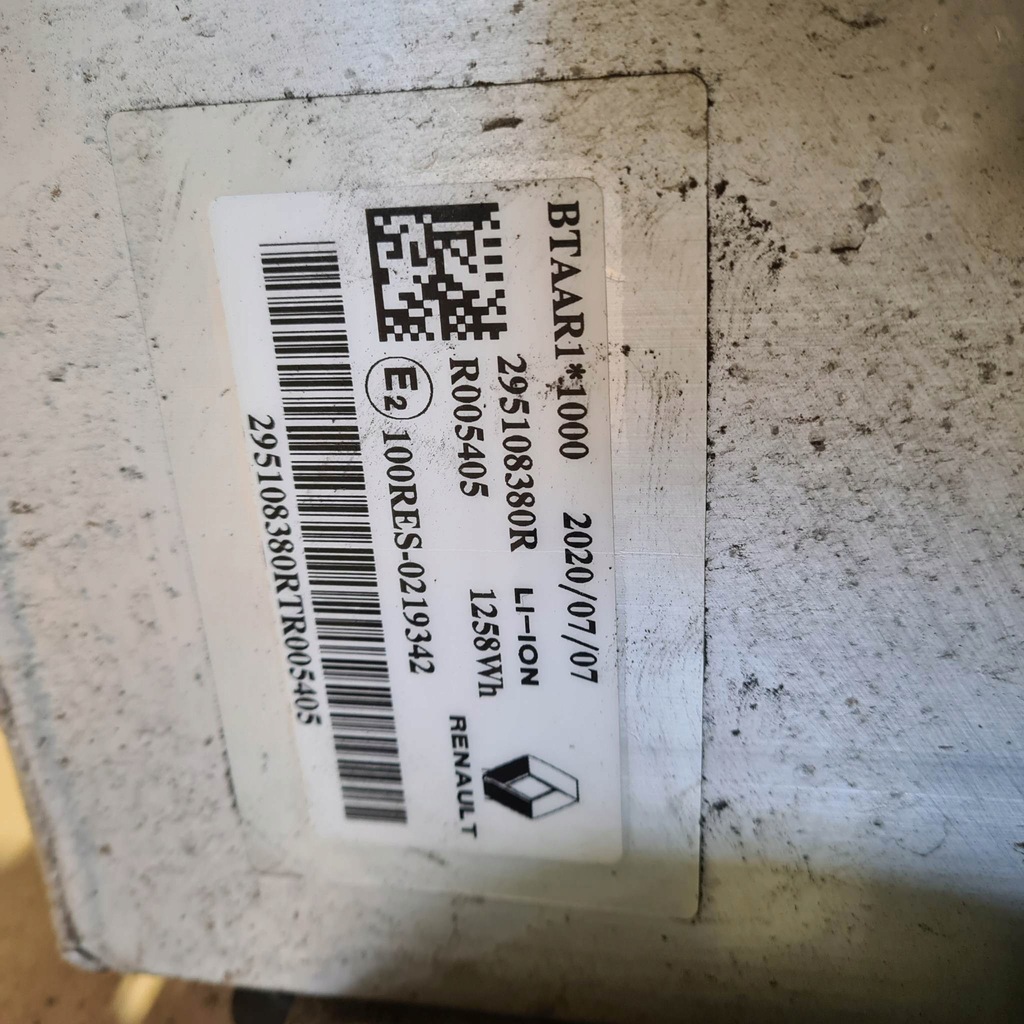 BTAAR1*1000 2020/07/07
295108380R LI-ION
R005405 1258Wh
RENAULT
E2 100RES-0219342
295108380RTR005405